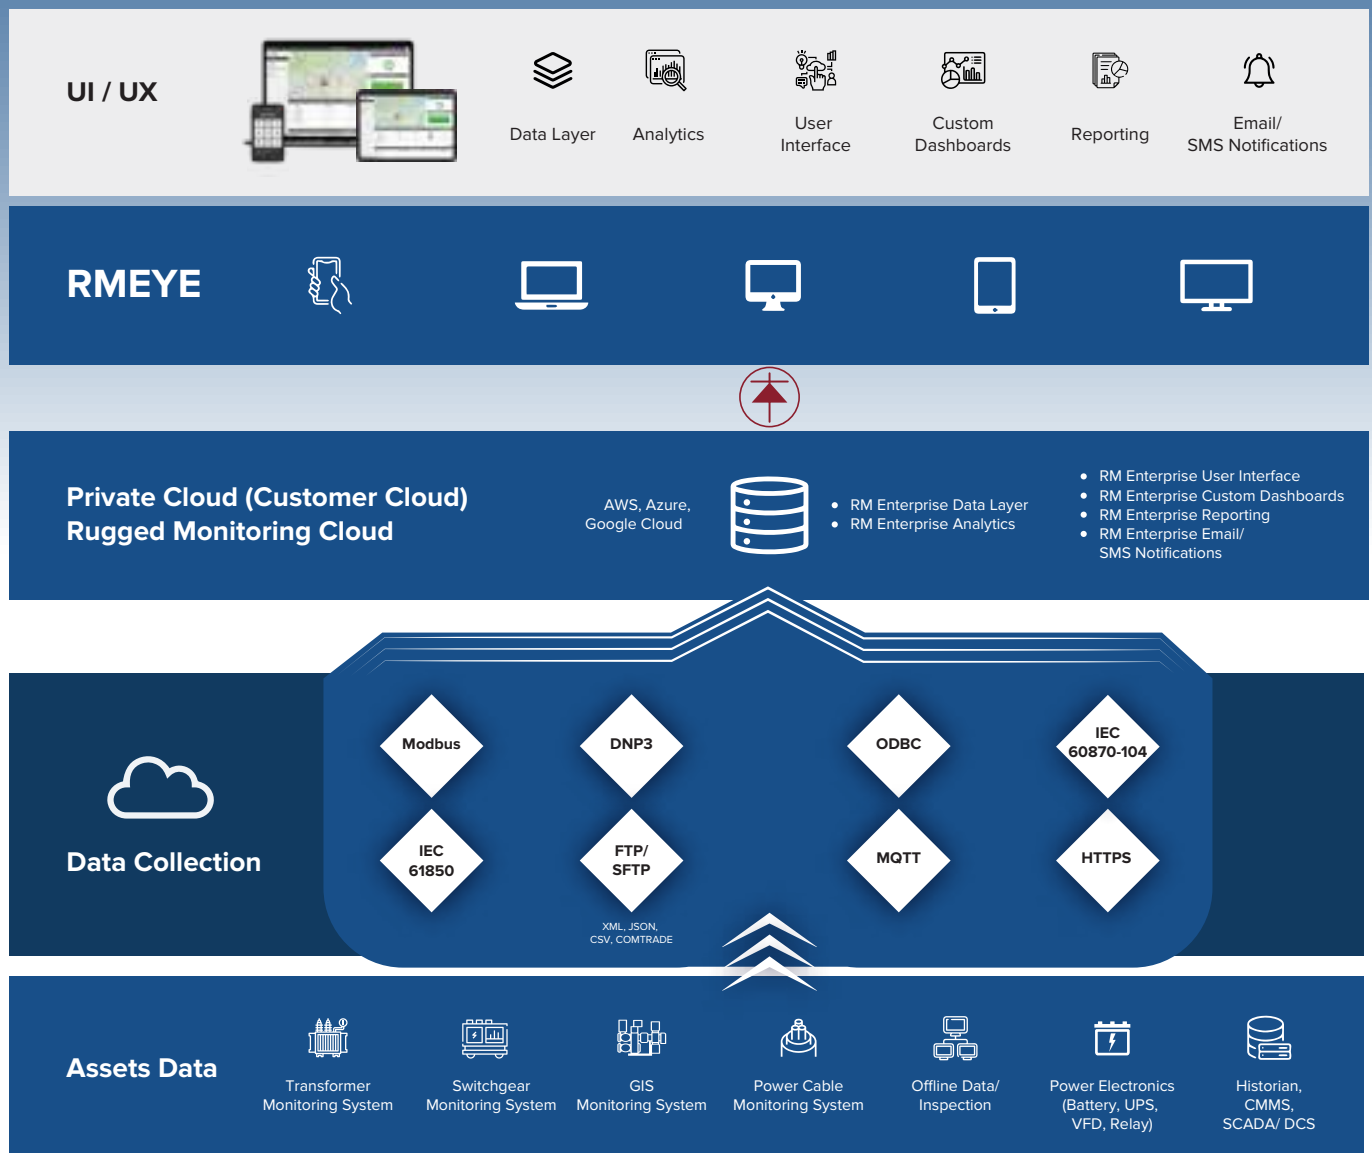 UI / UX
Data Layer
Analytics
User
Interface
Custom
Dashboards
Reporting
Email/
SMS Notifications
RMEYE
Private Cloud (Customer Cloud)
Rugged Monitoring Cloud
AWS, Azure,
Google Cloud
• RM Enterprise Data Layer
• RM Enterprise Analytics
• RM Enterprise User Interface
• RM Enterprise Custom Dashboards
• RM Enterprise Reporting
• RM Enterprise Email/
SMS Notifications
Data Collection
Modbus
DNP3
ODBC
IEC
60870-104
IEC
61850
FTP/
SFTP
MQTT
HTTPS
XML, JSON,
CSV, COMTRADE
Assets Data
Transformer
Monitoring System
Switchgear
Monitoring System
GIS
Monitoring System
Power Cable
Monitoring System
Offline Data/
Inspection
Power Electronics
(Battery, UPS,
VFD, Relay)
Historian,
CMMS,
SCADA/ DCS